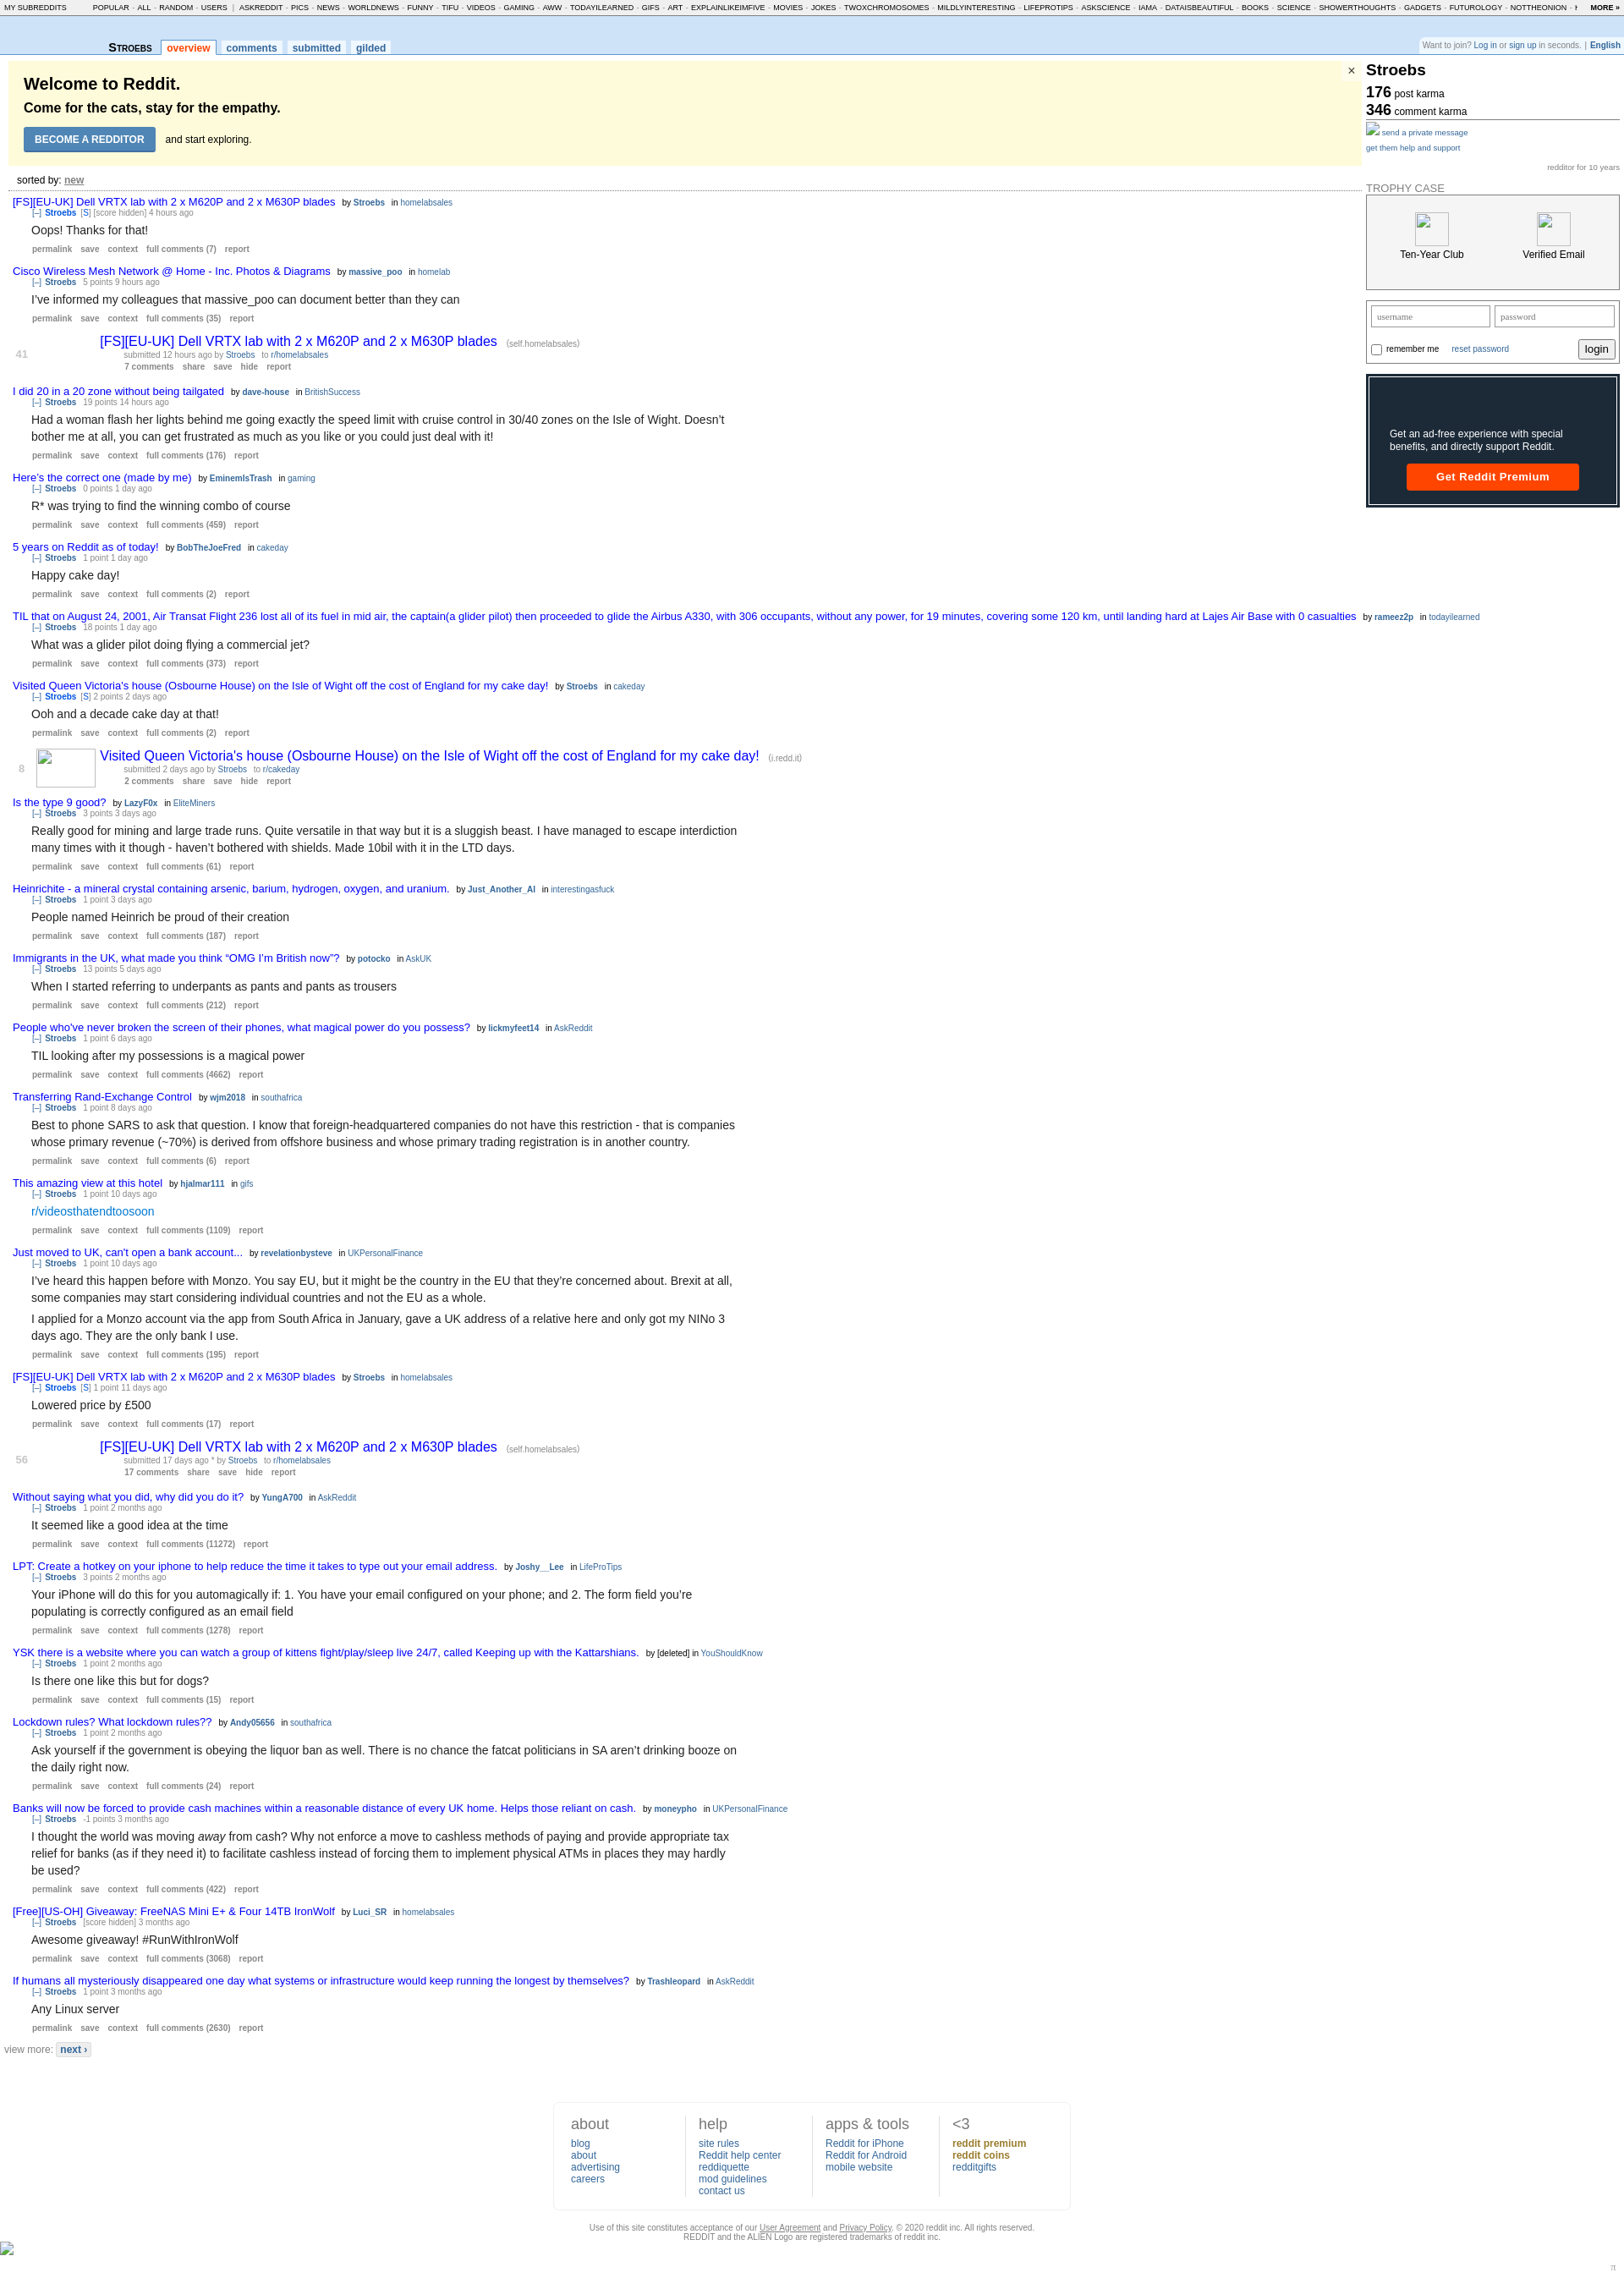 MY SUBREDDITS POPULAR - ALL - RANDOM - USERS | ASKREDDIT - PICS - NEWS - WORLDNEWS - FUNNY - TIFU - VIDEOS - GAMING - AWW - TODAYILEARNED - GIFS - ART - EXPLAINLIKEIMFIVE - MOVIES - JOKES - TWOXCHROMOSOMES - MILDLYINTERESTING - LIFEPROTIPS - ASKSCIENCE - IAMA - DATAISBEAUTIFUL - BOOKS - SCIENCE - SHOWERTHOUGHTS - GADGETS - FUTUROLOGY - NOTTHEONION - MORE »
STROEBS overview comments submitted gilded
Want to join? Log in or sign up in seconds. | English
Welcome to Reddit.
Come for the cats, stay for the empathy.
BECOME A REDDITOR and start exploring.
×
Stroebs
176 post karma
346 comment karma
send a private message
get them help and support
redditor for 10 years
TROPHY CASE
Ten-Year Club Verified Email
username password
remember me reset password login
Get an ad-free experience with special
benefits, and directly support Reddit.
Get Reddit Premium
sorted by: new
[FS][EU-UK] Dell VRTX lab with 2 x M620P and 2 x M630P blades by Stroebs in homelabsales
[–] Stroebs [S] [score hidden] 4 hours ago
Oops! Thanks for that!
permalink save context full comments (7) report
Cisco Wireless Mesh Network @ Home - Inc. Photos & Diagrams by massive_poo in homelab
[–] Stroebs 5 points 9 hours ago
I’ve informed my colleagues that massive_poo can document better than they can
permalink save context full comments (35) report
41
[FS][EU-UK] Dell VRTX lab with 2 x M620P and 2 x M630P blades (self.homelabsales)
submitted 12 hours ago by Stroebs to r/homelabsales
7 comments share save hide report
I did 20 in a 20 zone without being tailgated by dave-house in BritishSuccess
[–] Stroebs 19 points 14 hours ago
Had a woman flash her lights behind me going exactly the speed limit with cruise control in 30/40 zones on the Isle of Wight. Doesn’t
bother me at all, you can get frustrated as much as you like or you could just deal with it!
permalink save context full comments (176) report
Here's the correct one (made by me) by EminemIsTrash in gaming
[–] Stroebs 0 points 1 day ago
R* was trying to find the winning combo of course
permalink save context full comments (459) report
5 years on Reddit as of today! by BobTheJoeFred in cakeday
[–] Stroebs 1 point 1 day ago
Happy cake day!
permalink save context full comments (2) report
TIL that on August 24, 2001, Air Transat Flight 236 lost all of its fuel in mid air, the captain(a glider pilot) then proceeded to glide the Airbus A330, with 306 occupants, without any power, for 19 minutes, covering some 120 km, until landing hard at Lajes Air Base with 0 casualties by rameez2p in todayilearned
[–] Stroebs 18 points 1 day ago
What was a glider pilot doing flying a commercial jet?
permalink save context full comments (373) report
Visited Queen Victoria's house (Osbourne House) on the Isle of Wight off the cost of England for my cake day! by Stroebs in cakeday
[–] Stroebs [S] 2 points 2 days ago
Ooh and a decade cake day at that!
permalink save context full comments (2) report
8
Visited Queen Victoria's house (Osbourne House) on the Isle of Wight off the cost of England for my cake day! (i.redd.it)
submitted 2 days ago by Stroebs to r/cakeday
2 comments share save hide report
Is the type 9 good? by LazyF0x in EliteMiners
[–] Stroebs 3 points 3 days ago
Really good for mining and large trade runs. Quite versatile in that way but it is a sluggish beast. I have managed to escape interdiction
many times with it though - haven’t bothered with shields. Made 10bil with it in the LTD days.
permalink save context full comments (61) report
Heinrichite - a mineral crystal containing arsenic, barium, hydrogen, oxygen, and uranium. by Just_Another_AI in interestingasfuck
[–] Stroebs 1 point 3 days ago
People named Heinrich be proud of their creation
permalink save context full comments (187) report
Immigrants in the UK, what made you think “OMG I’m British now”? by potocko in AskUK
[–] Stroebs 13 points 5 days ago
When I started referring to underpants as pants and pants as trousers
permalink save context full comments (212) report
People who've never broken the screen of their phones, what magical power do you possess? by lickmyfeet14 in AskReddit
[–] Stroebs 1 point 6 days ago
TIL looking after my possessions is a magical power
permalink save context full comments (4662) report
Transferring Rand-Exchange Control by wjm2018 in southafrica
[–] Stroebs 1 point 8 days ago
Best to phone SARS to ask that question. I know that foreign-headquartered companies do not have this restriction - that is companies
whose primary revenue (~70%) is derived from offshore business and whose primary trading registration is in another country.
permalink save context full comments (6) report
This amazing view at this hotel by hjalmar111 in gifs
[–] Stroebs 1 point 10 days ago
r/videosthatendtoosoon
permalink save context full comments (1109) report
Just moved to UK, can't open a bank account... by revelationbysteve in UKPersonalFinance
[–] Stroebs 1 point 10 days ago
I’ve heard this happen before with Monzo. You say EU, but it might be the country in the EU that they’re concerned about. Brexit at all,
some companies may start considering individual countries and not the EU as a whole.
I applied for a Monzo account via the app from South Africa in January, gave a UK address of a relative here and only got my NINo 3
days ago. They are the only bank I use.
permalink save context full comments (195) report
[FS][EU-UK] Dell VRTX lab with 2 x M620P and 2 x M630P blades by Stroebs in homelabsales
[–] Stroebs [S] 1 point 11 days ago
Lowered price by £500
permalink save context full comments (17) report
56
[FS][EU-UK] Dell VRTX lab with 2 x M620P and 2 x M630P blades (self.homelabsales)
submitted 17 days ago * by Stroebs to r/homelabsales
17 comments share save hide report
Without saying what you did, why did you do it? by YungA700 in AskReddit
[–] Stroebs 1 point 2 months ago
It seemed like a good idea at the time
permalink save context full comments (11272) report
LPT: Create a hotkey on your iphone to help reduce the time it takes to type out your email address. by Joshy__Lee in LifeProTips
[–] Stroebs 3 points 2 months ago
Your iPhone will do this for you automagically if: 1. You have your email configured on your phone; and 2. The form field you’re
populating is correctly configured as an email field
permalink save context full comments (1278) report
YSK there is a website where you can watch a group of kittens fight/play/sleep live 24/7, called Keeping up with the Kattarshians. by [deleted] in YouShouldKnow
[–] Stroebs 1 point 2 months ago
Is there one like this but for dogs?
permalink save context full comments (15) report
Lockdown rules? What lockdown rules?? by Andy05656 in southafrica
[–] Stroebs 1 point 2 months ago
Ask yourself if the government is obeying the liquor ban as well. There is no chance the fatcat politicians in SA aren’t drinking booze on
the daily right now.
permalink save context full comments (24) report
Banks will now be forced to provide cash machines within a reasonable distance of every UK home. Helps those reliant on cash. by moneypho in UKPersonalFinance
[–] Stroebs -1 points 3 months ago
I thought the world was moving away from cash? Why not enforce a move to cashless methods of paying and provide appropriate tax
relief for banks (as if they need it) to facilitate cashless instead of forcing them to implement physical ATMs in places they may hardly
be used?
permalink save context full comments (422) report
[Free][US-OH] Giveaway: FreeNAS Mini E+ & Four 14TB IronWolf by Luci_SR in homelabsales
[–] Stroebs [score hidden] 3 months ago
Awesome giveaway! #RunWithIronWolf
permalink save context full comments (3068) report
If humans all mysteriously disappeared one day what systems or infrastructure would keep running the longest by themselves? by Trashleopard in AskReddit
[–] Stroebs 1 point 3 months ago
Any Linux server
permalink save context full comments (2630) report
view more: next ›
about
blog
about
advertising
careers
help
site rules
Reddit help center
reddiquette
mod guidelines
contact us
apps & tools
Reddit for iPhone
Reddit for Android
mobile website
<3
reddit premium
reddit coins
redditgifts
Use of this site constitutes acceptance of our User Agreement and Privacy Policy. © 2020 reddit inc. All rights reserved.
REDDIT and the ALIEN Logo are registered trademarks of reddit inc.
π